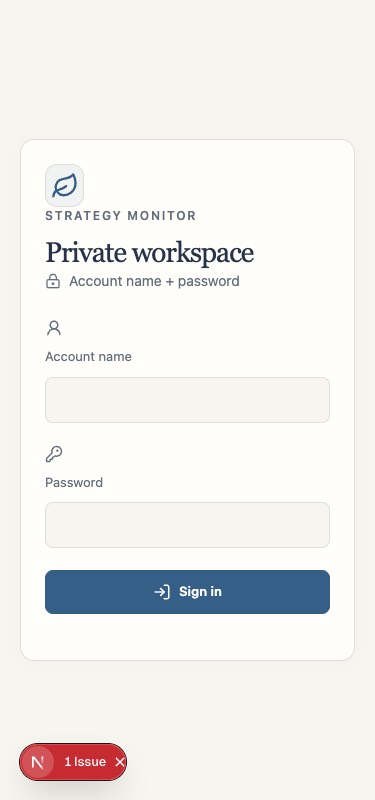 STRATEGY MONITOR
Private workspace
Account name + password
Account name
Password
Sign in
N 1 Issue